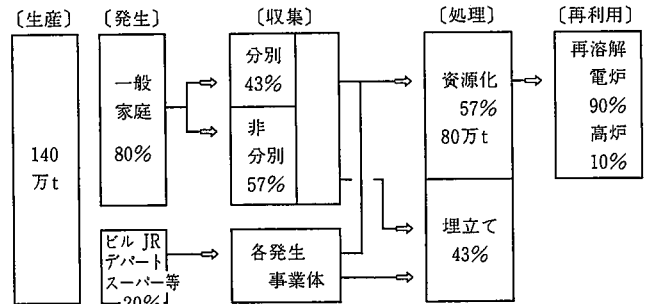 〔生産〕 〔発生〕 〔収集〕 〔処理〕 〔再利用〕
140
万t
一般
家庭
80%
ビル JR
デパート
スーパー等
20%
分別
43%
非
分別
57%
各発生
事業体
資源化
57%
80万t
埋立て
43%
再溶解
電炉
90%
高炉
10%